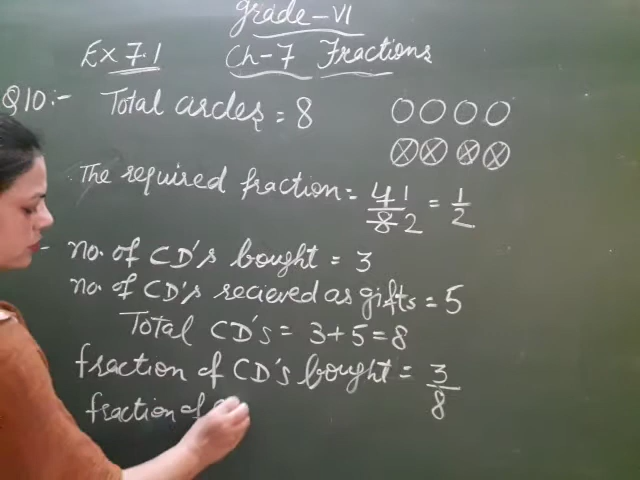 Grade-VI
Ex 7.1 Ch-7 Fractions
Q10:- Total circles = 8
The required fraction = 4 1/8 2 = 1/2
no. of CD's bought = 3
no. of CD's recieved as gifts = 5
Total CD's = 3+5=8
fraction of CD's bought = 3/8
fraction of